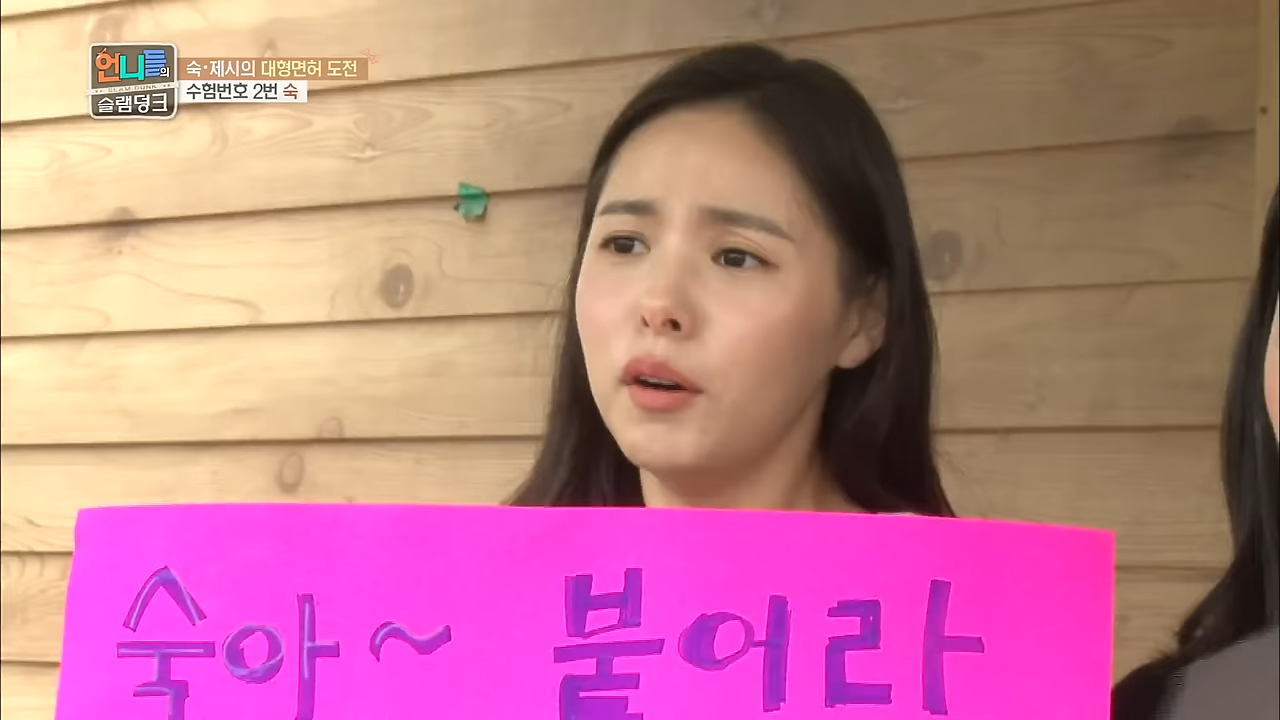 언니들의
SLAM DUNK
슬램덩크
숙·제시의 대형면허 도전
수험번호 2번 숙
숙아~ 붙어라